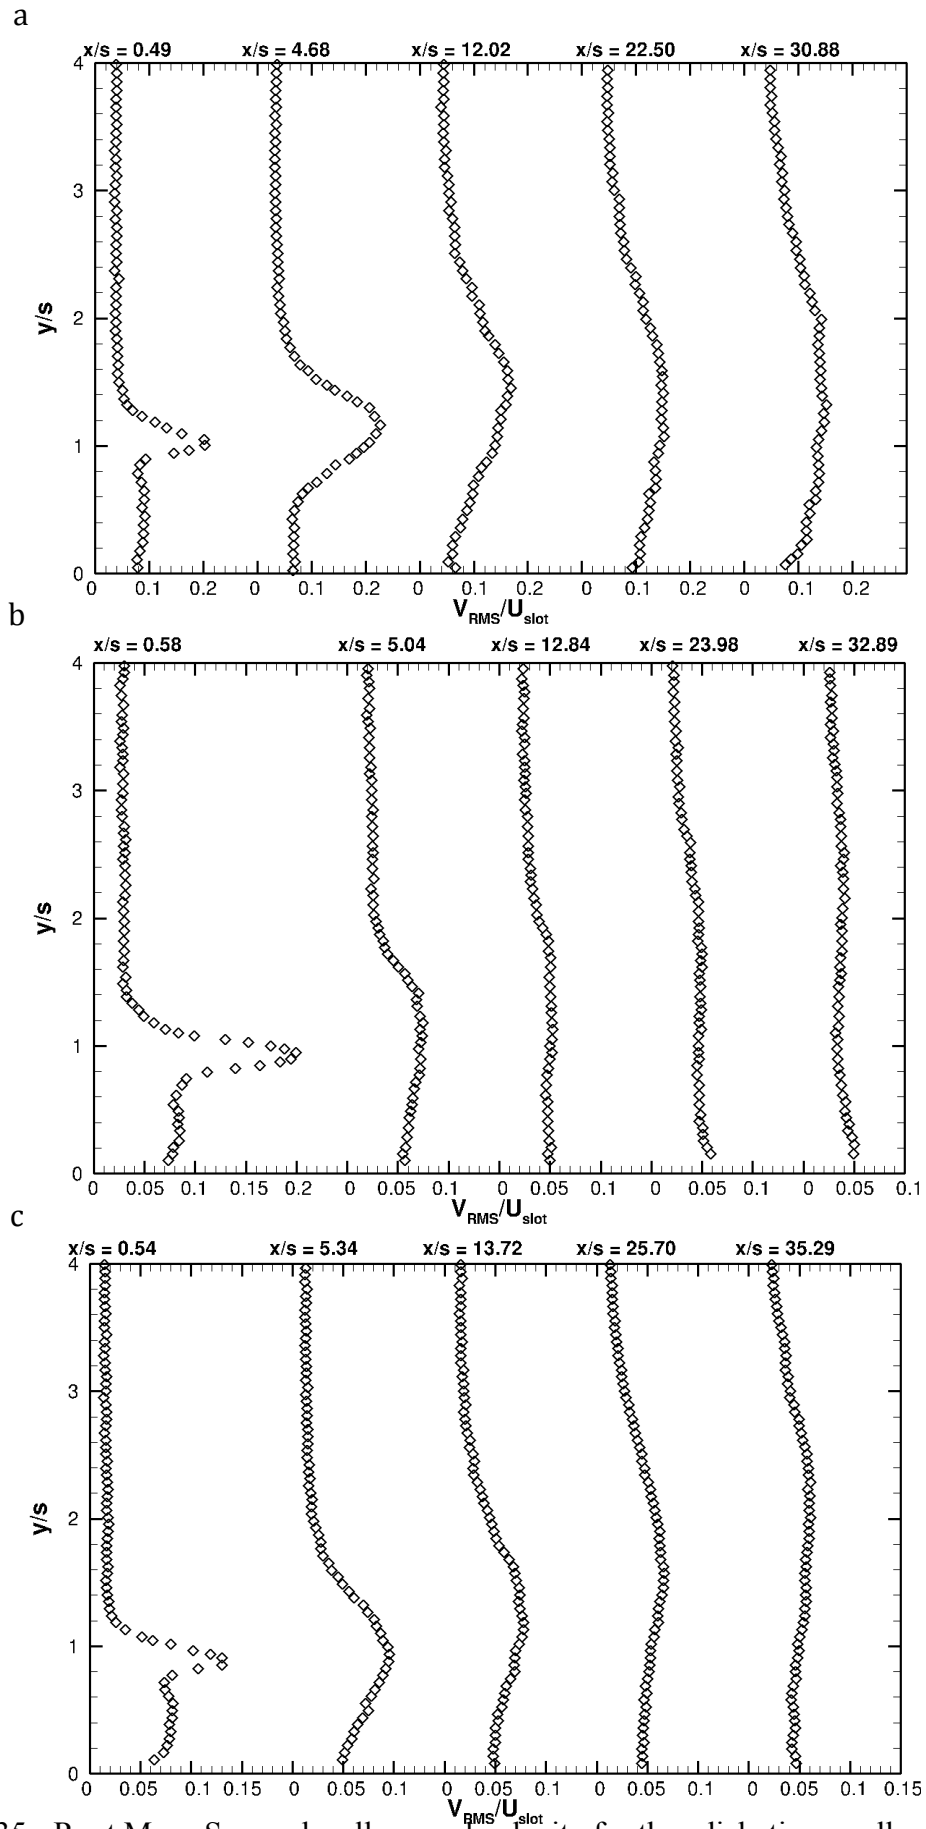 a
x/s = 0.49 x/s = 4.68 x/s = 12.02 x/s = 22.50 x/s = 30.88
4
3
2
1
0
y/s
0 0.1 0.2 0 0.1 0.2 0 0.1 0.2 0 0.1 0.2 0 0.1 0.2
V_RMS/U_slot
b
x/s = 0.58 x/s = 5.04 x/s = 12.84 x/s = 23.98 x/s = 32.89
4
3
2
1
0
y/s
0 0.05 0.1 0.15 0.2 0 0.05 0.1 0 0.05 0.1 0 0.05 0.1 0 0.05 0.1
V_RMS/U_slot
c
x/s = 0.54 x/s = 5.34 x/s = 13.72 x/s = 25.70 x/s = 35.29
4
3
2
1
0
y/s
0 0.05 0.1 0.15 0 0.05 0.1 0 0.05 0.1 0 0.05 0.1 0 0.05 0.1 0.15
V_RMS/U_slot